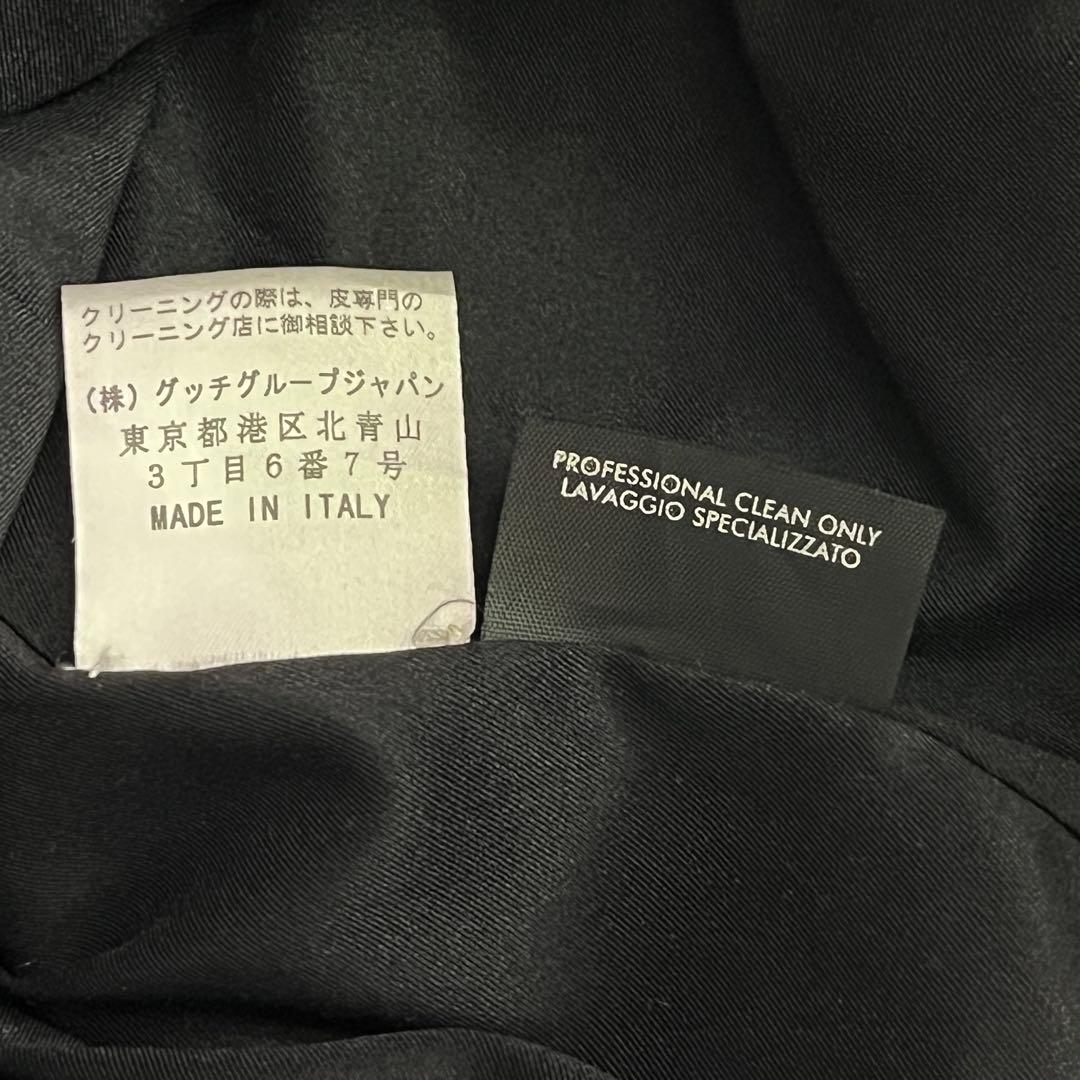 クリーニングの際は、皮専門の
クリーニング店に御相談下さい。
(株)グッチグループジャパン
東京都港区北青山
3丁目6番7号
MADE IN ITALY
PROFESSIONAL CLEAN ONLY
LAVAGGIO SPECIALIZZATO